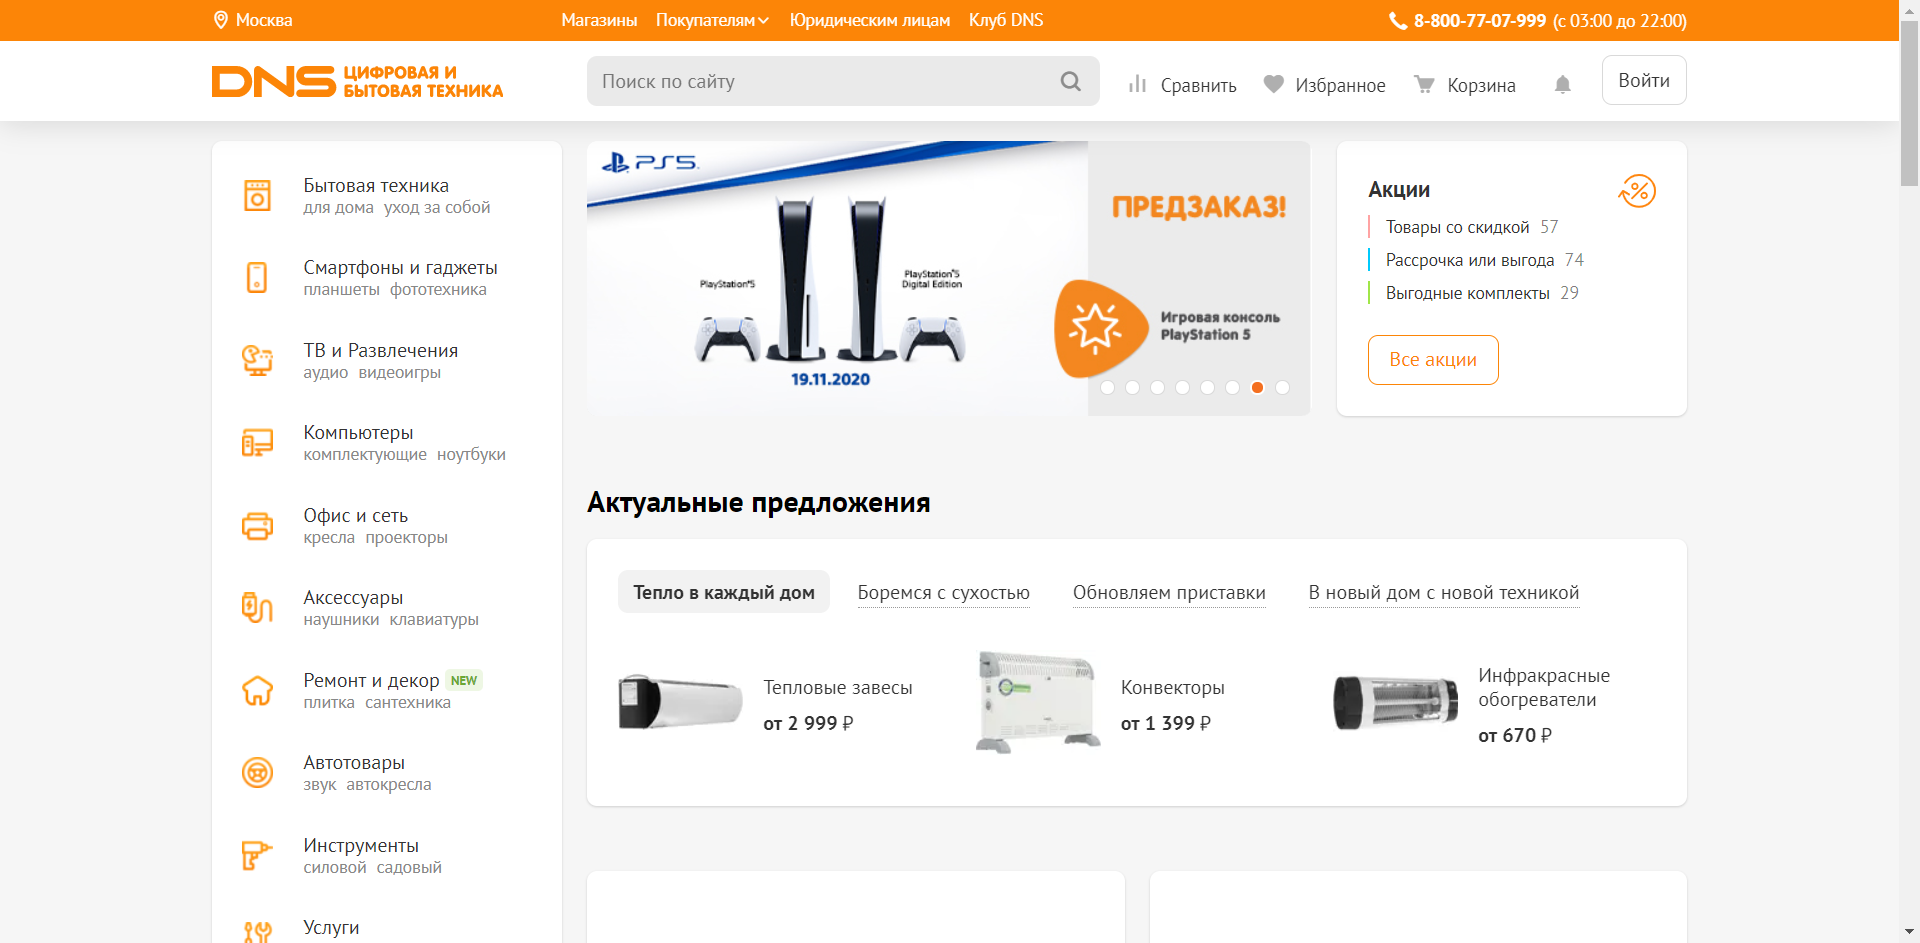 Москва
Магазины Покупателям Юридическим лицам Клуб DNS
8-800-77-07-999 (с 03:00 до 22:00)
DNS ЦИФРОВАЯ И
БЫТОВАЯ ТЕХНИКА
Поиск по сайту
Сравнить Избранное Корзина Войти
Бытовая техника
для дома уход за собой
Смартфоны и гаджеты
планшеты фототехника
ТВ и Развлечения
аудио видеоигры
Компьютеры
комплектующие ноутбуки
Офис и сеть
кресла проекторы
Аксессуары
наушники клавиатуры
Ремонт и декор NEW
плитка сантехника
Автотовары
звук автокресла
Инструменты
силовой садовый
Услуги
PS5
ПРЕДЗАКАЗ!
PlayStation®5
PlayStation®5
Digital Edition
19.11.2020
Игровая консоль
PlayStation 5
Акции
Товары со скидкой 57
Рассрочка или выгода 74
Выгодные комплекты 29
Все акции
Актуальные предложения
Тепло в каждый дом Боремся с сухостью Обновляем приставки В новый дом с новой техникой
Тепловые завесы
от 2 999 ₽
Конвекторы
от 1 399 ₽
Инфракрасные
обогреватели
от 670 ₽